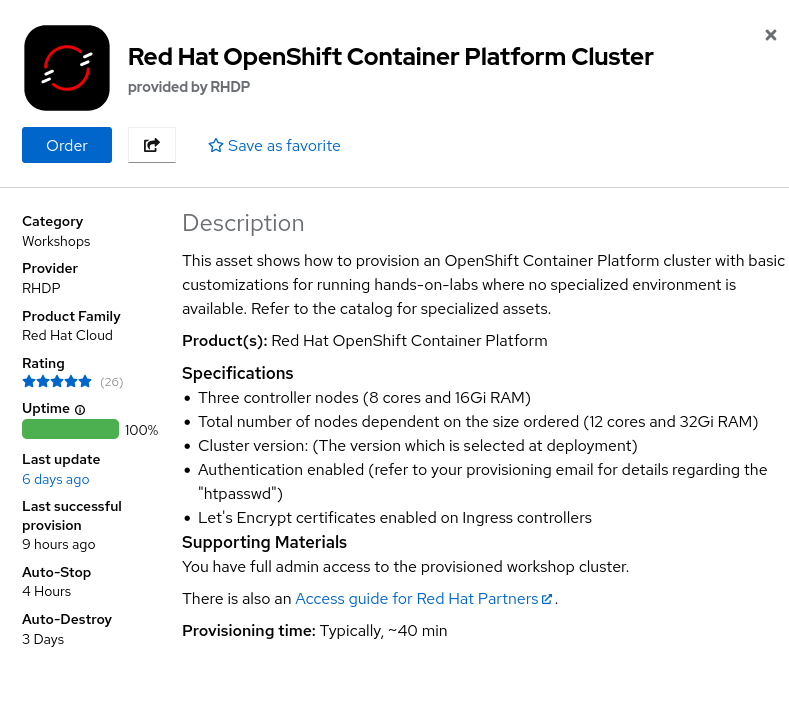 Red Hat OpenShift Container Platform Cluster
provided by RHDP
Order
Save as favorite
Category
Workshops
Provider
RHDP
Product Family
Red Hat Cloud
Rating
(26)
Uptime
100%
Last update
6 days ago
Last successful
provision
9 hours ago
Auto-Stop
4 Hours
Auto-Destroy
3 Days
Description
This asset shows how to provision an OpenShift Container Platform cluster with basic
customizations for running hands-on-labs where no specialized environment is
available. Refer to the catalog for specialized assets.
Product(s): Red Hat OpenShift Container Platform
Specifications
• Three controller nodes (8 cores and 16Gi RAM)
• Total number of nodes dependent on the size ordered (12 cores and 32Gi RAM)
• Cluster version: (The version which is selected at deployment)
• Authentication enabled (refer to your provisioning email for details regarding the
"htpasswd")
• Let's Encrypt certificates enabled on Ingress controllers
Supporting Materials
You have full admin access to the provisioned workshop cluster.
There is also an Access guide for Red Hat Partners .
Provisioning time: Typically, ~40 min